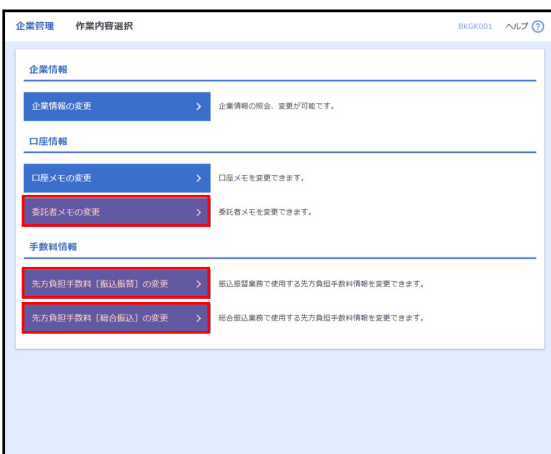 企業管理 作業内容選択 BKGK001 ヘルプ ?
企業情報
企業情報の変更 企業情報の照会、変更が可能です。
口座情報
口座メモの変更 口座メモを変更できます。
委託者メモの変更 委託者メモを変更できます。
手数料情報
先方負担手数料［振込振替］の変更 振込振替業務で使用する先方負担手数料情報を変更できます。
先方負担手数料［総合振込］の変更 総合振込業務で使用する先方負担手数料情報を変更できます。